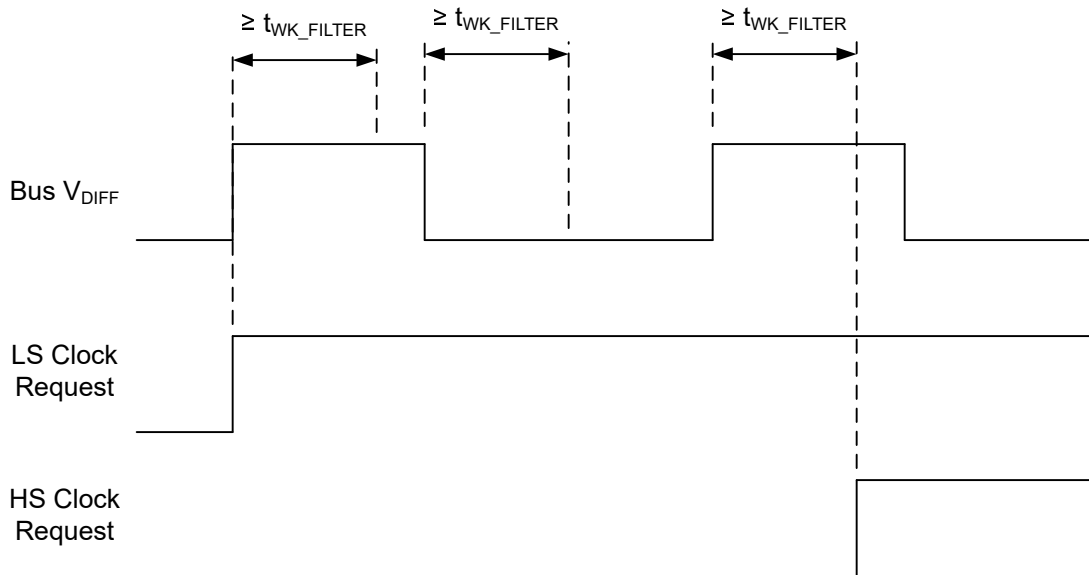 ≥ tWK_FILTER
≥ tWK_FILTER
≥ tWK_FILTER
Bus VDIFF
LS Clock
Request
HS Clock
Request